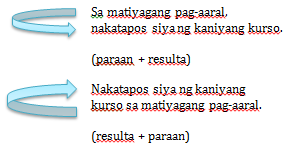 Sa matiyagang pag-aaral,
nakatapos siya ng kaniyang kurso.
(paraan + resulta)
Nakatapos siya ng kaniyang
kurso sa matiyagang pag-aaral.
(resulta + paraan)